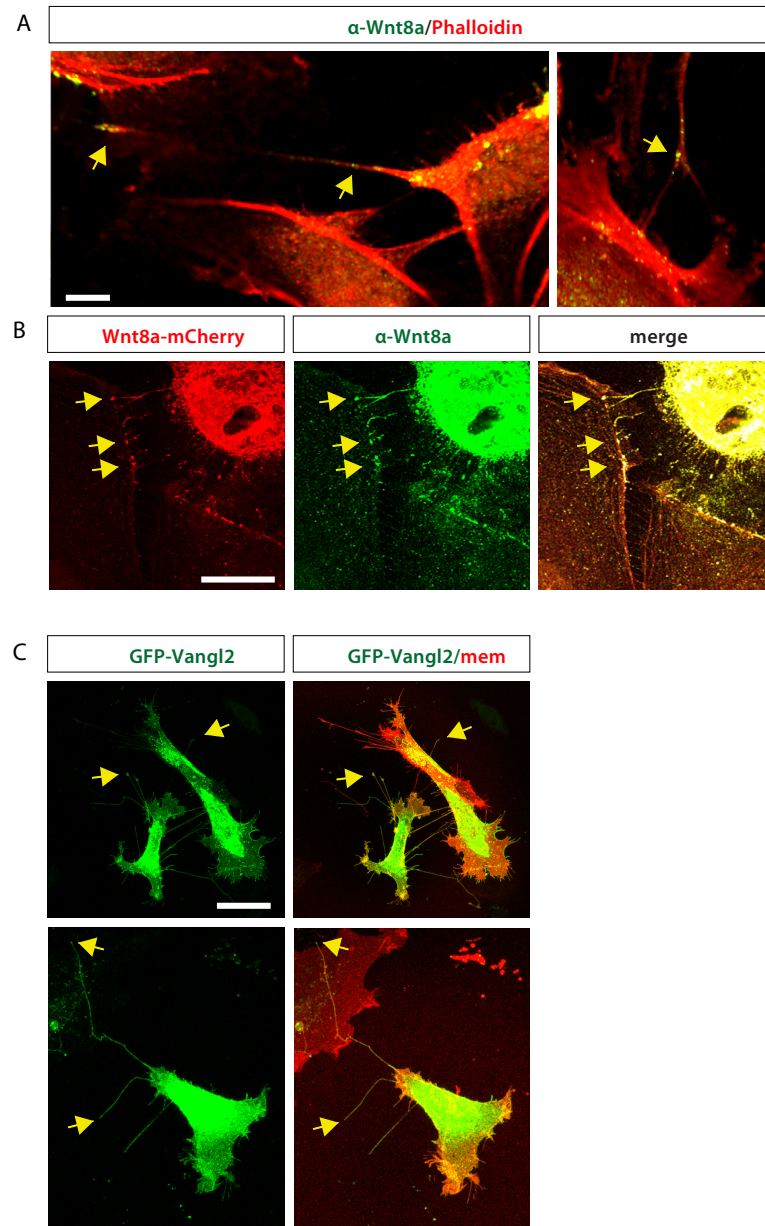 A
α-Wnt8a/Phalloidin
B
Wnt8a-mCherry
α-Wnt8a
merge
C
GFP-Vangl2
GFP-Vangl2/mem